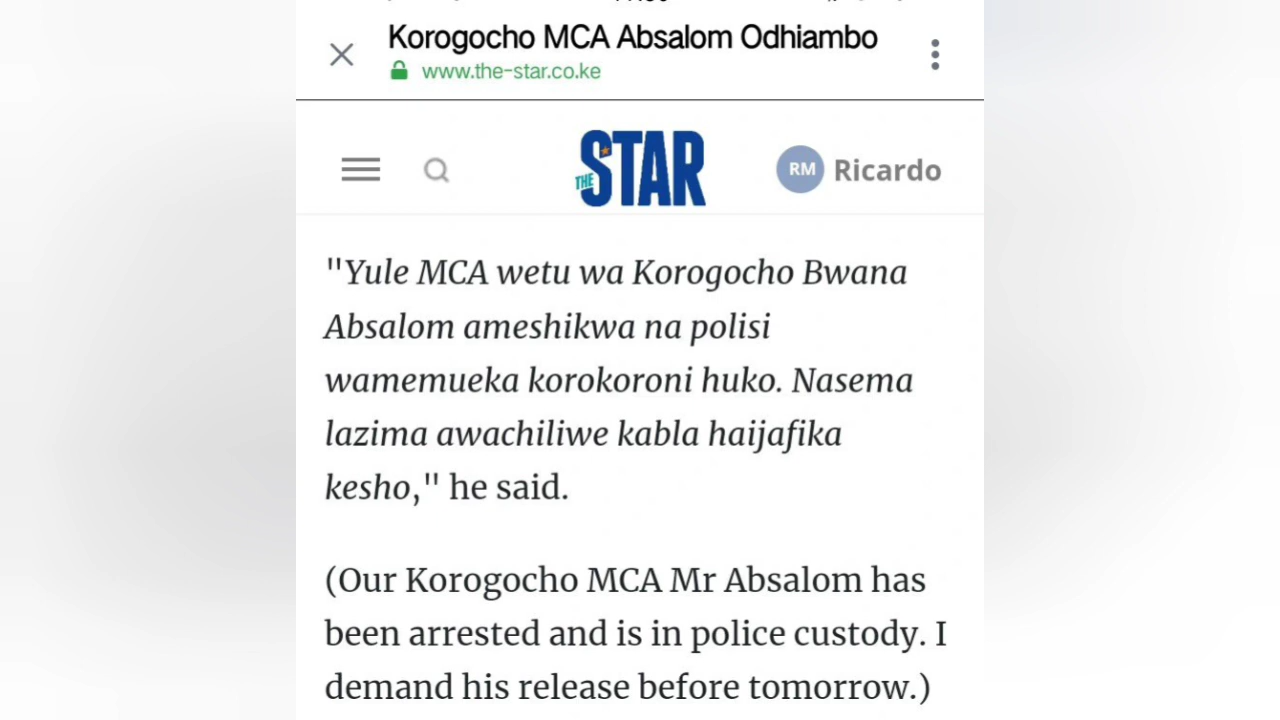 Korogocho MCA Absalom Odhiambo
www.the-star.co.ke
THE STAR
RM Ricardo
"Yule MCA wetu wa Korogocho Bwana
Absalom ameshikwa na polisi
wamemueka korokoroni huko. Nasema
lazima awachiliwe kabla haijafika
kesho," he said.
(Our Korogocho MCA Mr Absalom has
been arrested and is in police custody. I
demand his release before tomorrow.)